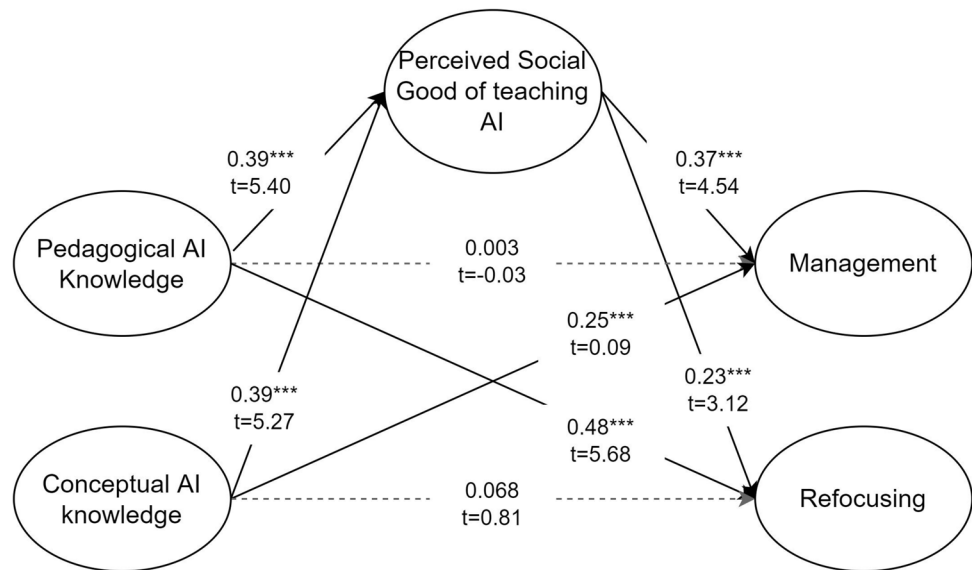 Perceived Social
Good of teaching
AI
0.39***
t=5.40
0.37***
t=4.54
Pedagogical AI
Knowledge
0.003
t=-0.03
Management
0.25***
t=0.09
0.39***
t=5.27
0.23***
t=3.12
0.48***
t=5.68
Conceptual AI
knowledge
0.068
t=0.81
Refocusing